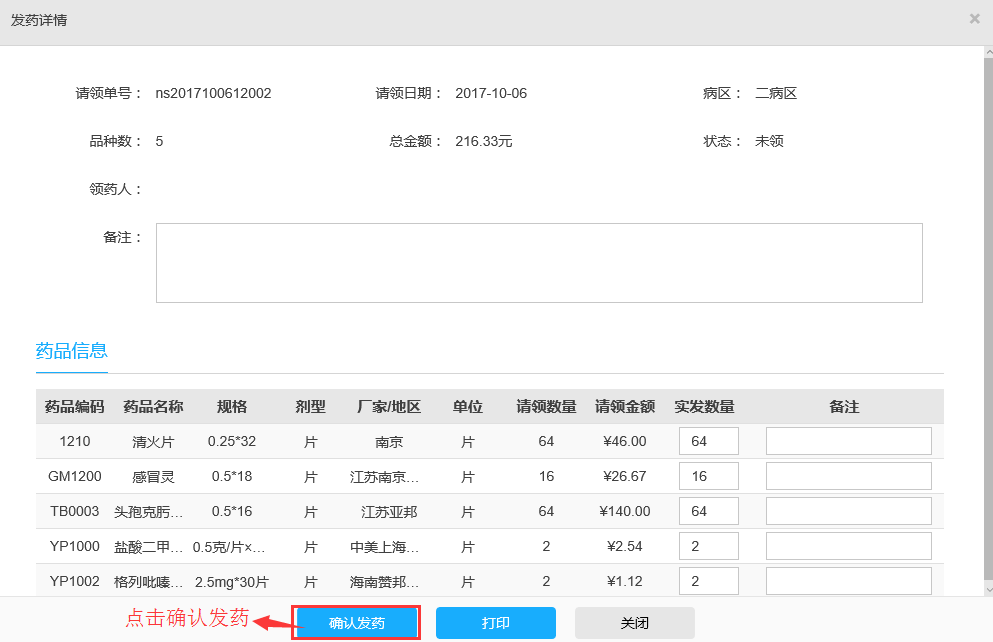 发药详情 ×
请领单号： ns2017100612002 请领日期： 2017-10-06 病区： 二病区
品种数： 5 总金额： 216.33元 状态： 未领
领药人：
备注：
药品信息
药品编码 药品名称 规格 剂型 厂家/地区 单位 请领数量 请领金额 实发数量 备注
1210 清火片 0.25*32 片 南京 片 64 ¥46.00 64
GM1200 感冒灵 0.5*18 片 江苏南京... 片 16 ¥26.67 16
TB0003 头孢克肟... 0.5*16 片 江苏亚邦 片 64 ¥140.00 64
YP1000 盐酸二甲... 0.5克/片×... 片 中美上海... 片 2 ¥2.54 2
YP1002 格列吡嗪... 2.5mg*30片 片 海南赞邦... 片 2 ¥1.12 2
点击确认发药 确认发药 打印 关闭